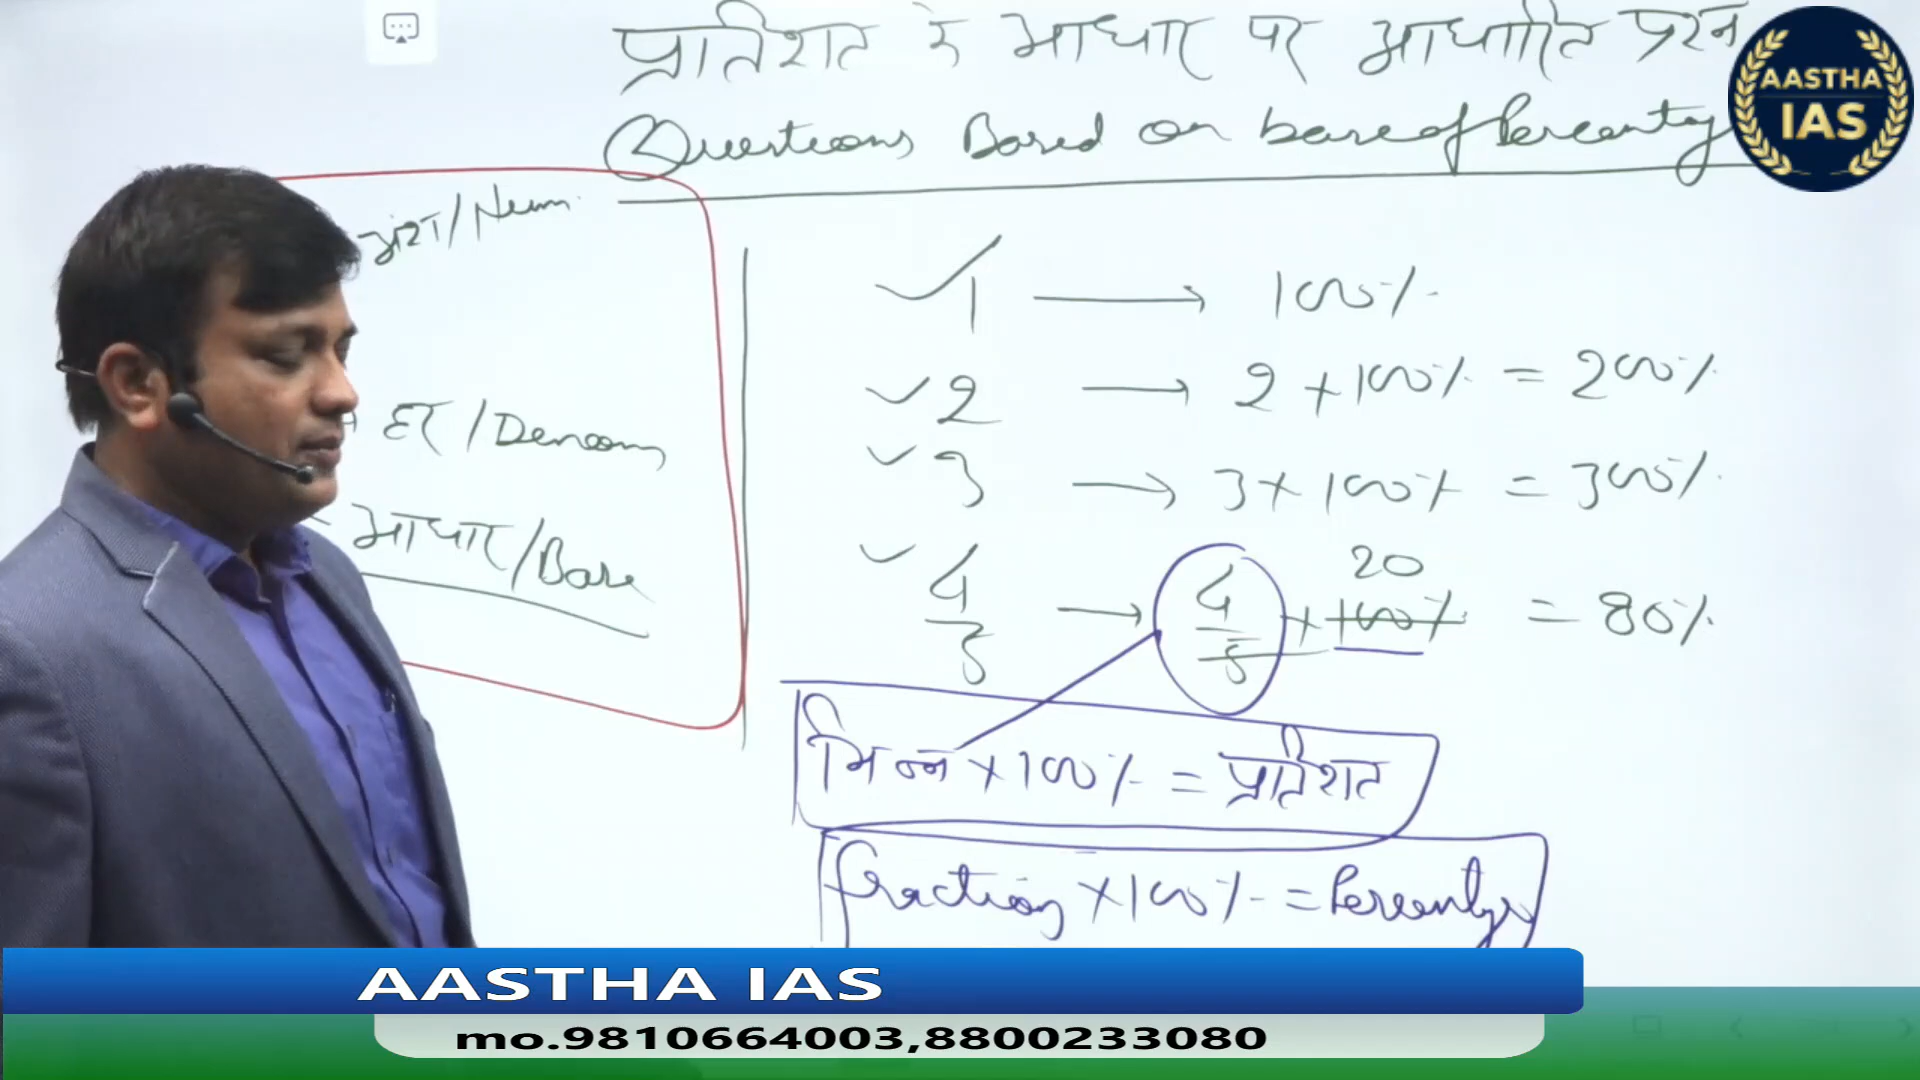 प्रतिशत के आधार पर आधारित प्रश्न
Questions Based on base of Percentage
AASTHA
IAS
अंश/Num.
हर/Denom
आधार/Base
1 → 100%
2 → 2×100% = 200%
3 → 3×100% = 300%
20
4/5 → 4/5 × 100% = 80%
भिन्न × 100% = प्रतिशत
fraction × 100% = Percentage
AASTHA IAS
mo.9810664003,8800233080